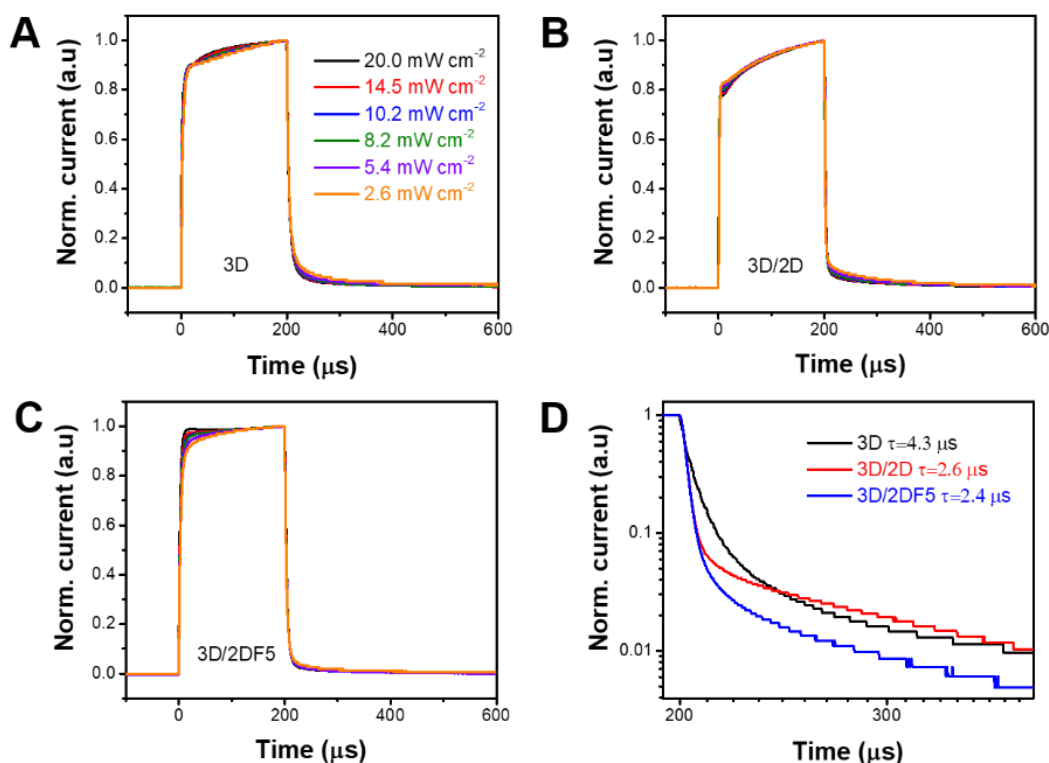 A
B
Norm. current (a.u)
1.0
0.8
0.6
0.4
0.2
0.0
20.0 mW cm-2
14.5 mW cm-2
10.2 mW cm-2
8.2 mW cm-2
5.4 mW cm-2
2.6 mW cm-2
3D
0
200
400
600
Time (μs)
Norm. current (a.u)
1.0
0.8
0.6
0.4
0.2
0.0
3D/2D
0
200
400
600
Time (μs)
C
D
Norm. current (a.u)
1.0
0.8
0.6
0.4
0.2
0.0
3D/2DF5
0
200
400
600
Time (μs)
Norm. current (a.u)
1
0.1
0.01
3D τ=4.3 μs
3D/2D τ=2.6 μs
3D/2DF5 τ=2.4 μs
200
300
Time (μs)